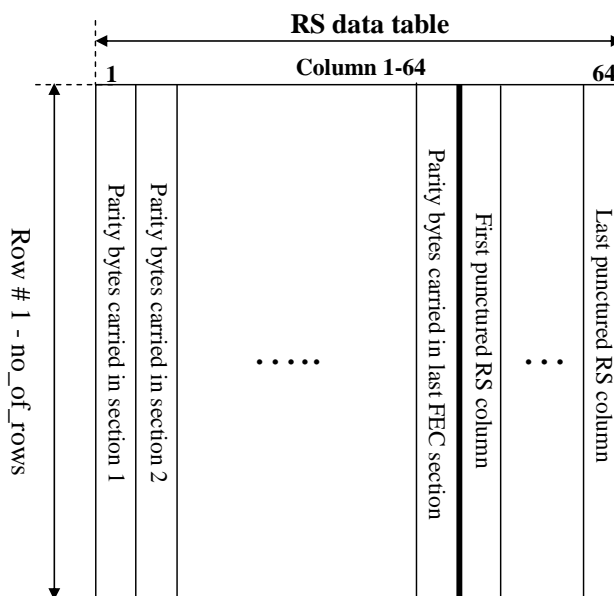 RS data table
Column 1-64
1
64
Row # 1 - no_of_rows
Parity bytes carried in section 1
Parity bytes carried in section 2
.....
Parity bytes carried in last FEC section
First punctured RS column
...
Last punctured RS column